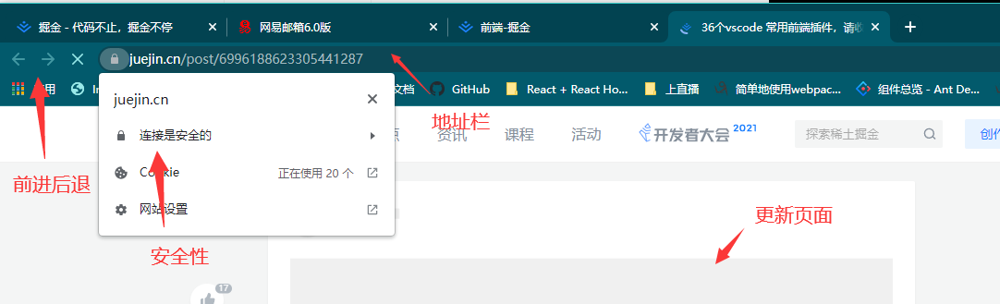 掘金 - 代码不止，掘金不停
网易邮箱6.0版
前端-掘金
36个vscode 常用前端插件，请收
juejin.cn/post/6996188623305441287
用
文档
GitHub
React + React Ho...
上直播
简单地使用webpac...
组件总览 - Ant De...
juejin.cn
地址栏
连接是安全的
点
资讯
课程
活动
开发者大会 2021
探索稀土掘金
创作
Cookie
正在使用 20 个
前进后退
网站设置
更新页面
安全性
17